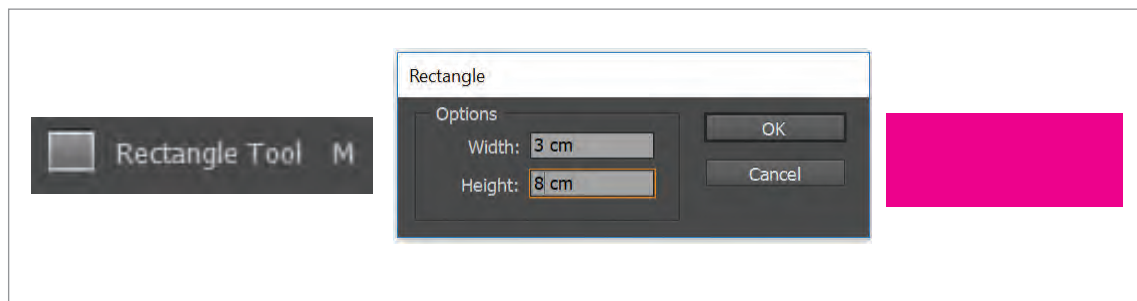 Rectangle Tool M
Rectangle
Options
Width: 3 cm
Height: 8 cm
OK
Cancel